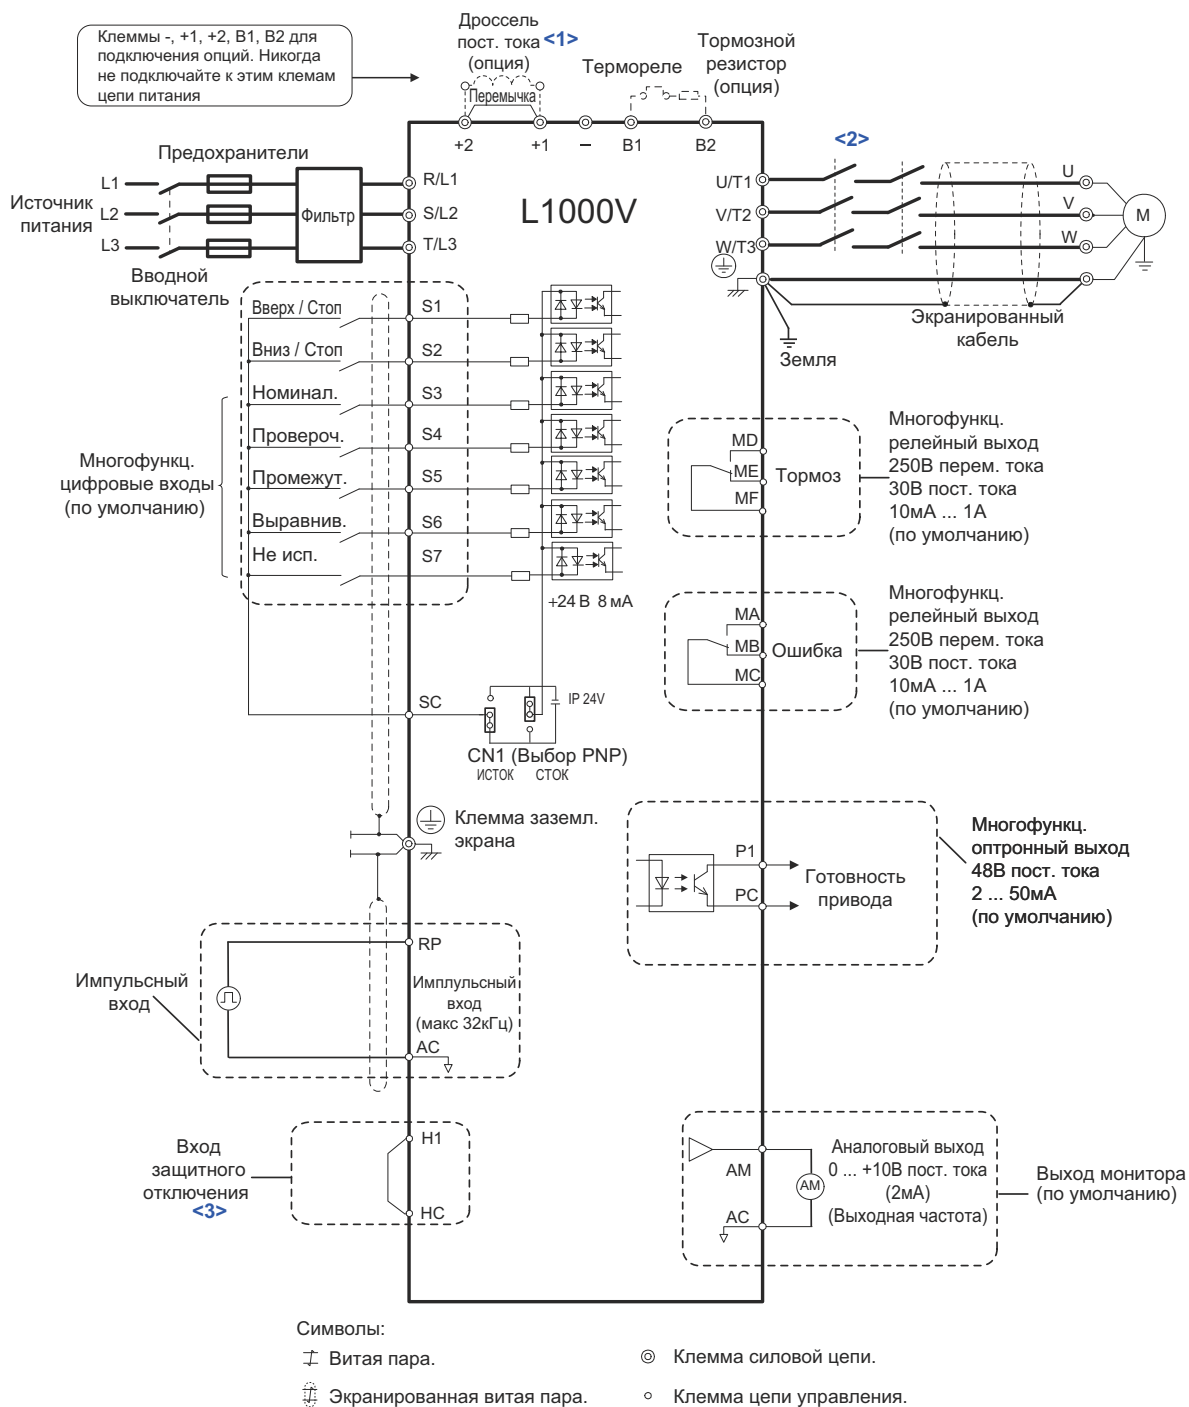 Клеммы -, +1, +2, B1, B2 для
подключения опций. Никогда
не подключайте к этим клемам
цепи питания
Дроссель
пост. тока <1>
(опция)
Перемычка
Термореле
Тормозной
резистор
(опция)
+2
+1
–
B1
B2
<2>
Предохранители
Источник
питания
L1
L2
L3
Фильтр
Вводной
выключатель
R/L1
S/L2
T/L3
L1000V
U/T1
V/T2
W/T3
U
V
W
M
Экранированный
кабель
Земля
Вверх / Стоп
S1
Вниз / Стоп
S2
Номинал.
S3
Провероч.
S4
Промежут.
S5
Выравнив.
S6
Не исп.
S7
Многофункц.
цифровые входы
(по умолчанию)
+24 В 8 мА
SC
IP 24V
CN1 (Выбор PNP)
ИСТОК СТОК
MD
ME
MF
Тормоз
Многофункц.
релейный выход
250В перем. тока
30В пост. тока
10мА ... 1А
(по умолчанию)
MA
MB
MC
Ошибка
Многофункц.
релейный выход
250В перем. тока
30В пост. тока
10мА ... 1А
(по умолчанию)
Клемма заземл.
экрана
P1
PC
Готовность
привода
Многофункц.
оптронный выход
48В пост. тока
2 ... 50мА
(по умолчанию)
Импульсный
вход
RP
Имплульсный
вход
(макс 32кГц)
AC
Вход
защитного
отключения
<3>
H1
HC
AM
AC
AM
Аналоговый выход
0 ... +10В пост. тока
(2мА)
(Выходная частота)
Выход монитора
(по умолчанию)
Символы:
Витая пара.
Клемма силовой цепи.
Экранированная витая пара.
Клемма цепи управления.